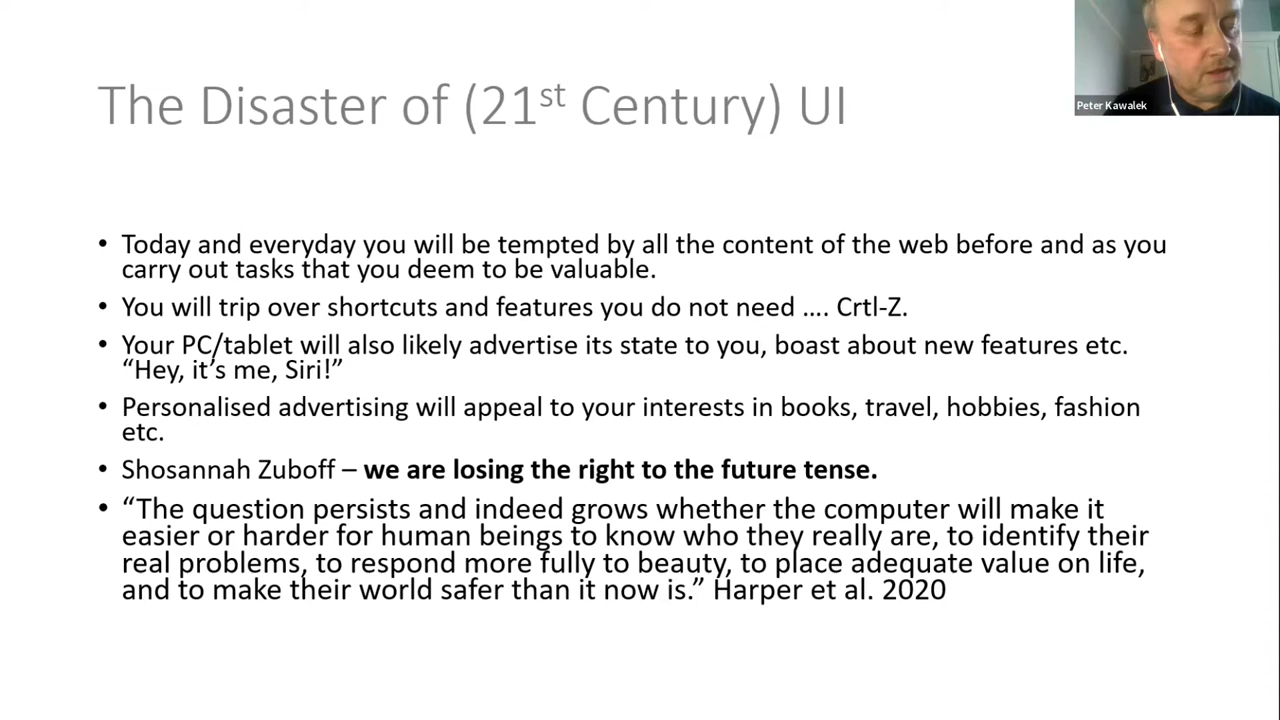 The Disaster of (21st Century) UI
Peter Kawalek
• Today and everyday you will be tempted by all the content of the web before and as you
carry out tasks that you deem to be valuable.
• You will trip over shortcuts and features you do not need …. Crtl-Z.
• Your PC/tablet will also likely advertise its state to you, boast about new features etc.
“Hey, it’s me, Siri!”
• Personalised advertising will appeal to your interests in books, travel, hobbies, fashion
etc.
• Shosannah Zuboff – we are losing the right to the future tense.
• “The question persists and indeed grows whether the computer will make it
easier or harder for human beings to know who they really are, to identify their
real problems, to respond more fully to beauty, to place adequate value on life,
and to make their world safer than it now is.” Harper et al. 2020